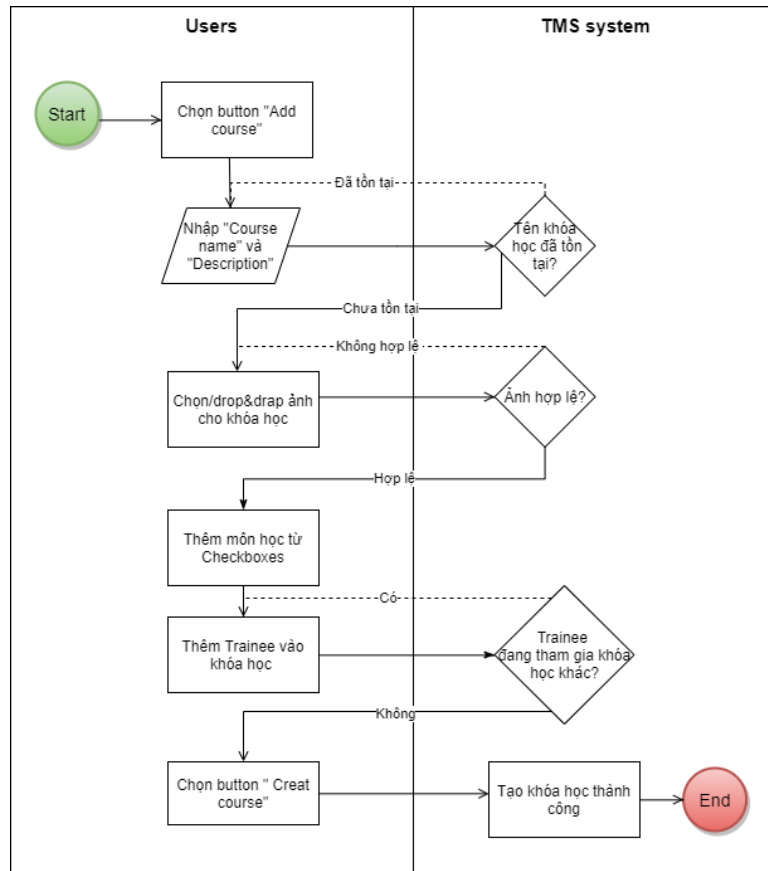 Users
TMS system
Start
Chọn button "Add
course"
Đã tồn tại
Nhập "Course
name" và
"Description"
Tên khóa
học đã tồn
tại?
Chưa tồn tại
Không hợp lê
Chọn/drop&drap ảnh
cho khóa học
Ảnh hợp lệ?
Hợp lệ
Thêm môn học từ
Checkboxes
Có
Thêm Trainee vào
khóa học
Trainee
đang tham gia khóa
học khác?
Không
Chọn button " Creat
course"
Tạo khóa học thành
công
End